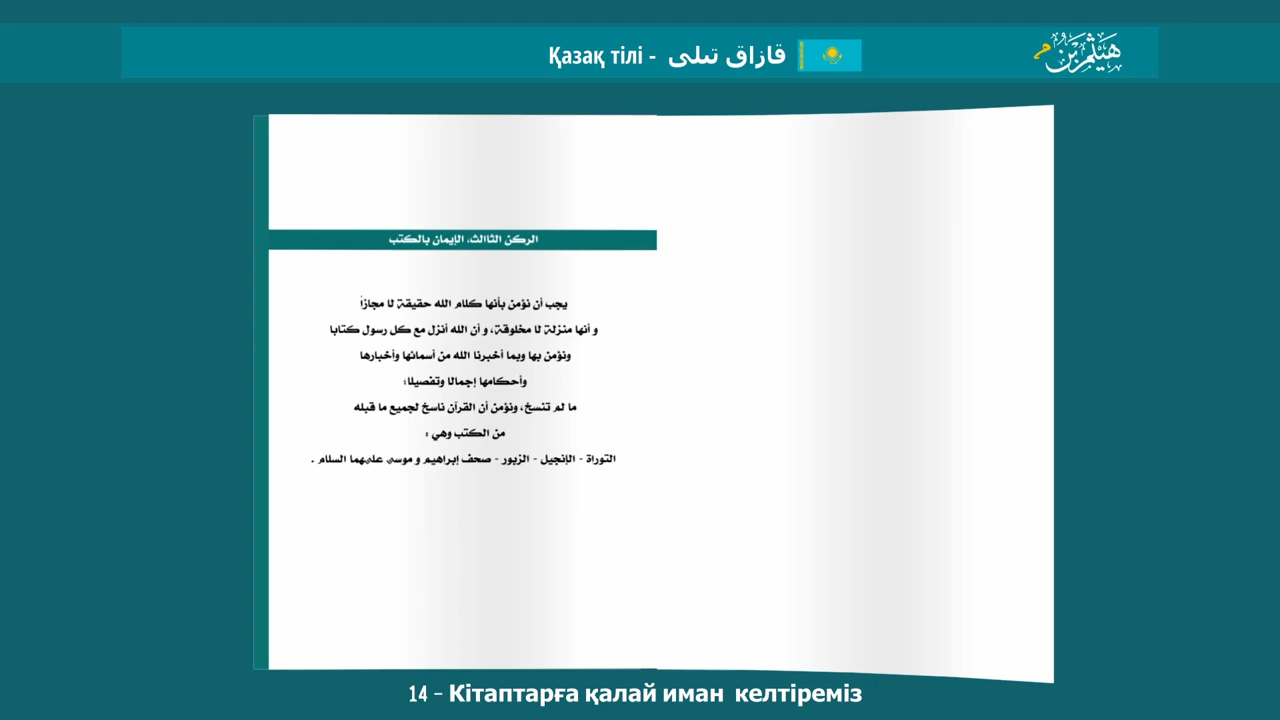 Қазақ тілі - قازاق تىلى
هيثم بن
الركن الثاالث، الإيمان بالكتب
يجب أن نؤمن بأنها كلام الله حقيقة لا مجازاً
و أنها منزلة لا مخلوقة، و أن الله أنزل مع كل رسول كتابا
ونؤمن بها وبما أخبرنا الله من أسمائها وأخبارها
وأحكامها إجمالا وتفصيلا؛
ما لم تنسخ، ونؤمن أن القرآن ناسخ لجميع ما قبله
من الكتب وهي :
التوراة - الإنجيل - الزبور - صحف إبراهيم و موسى عليهما السلام .
14 – Кітаптарға қалай иман келтіреміз